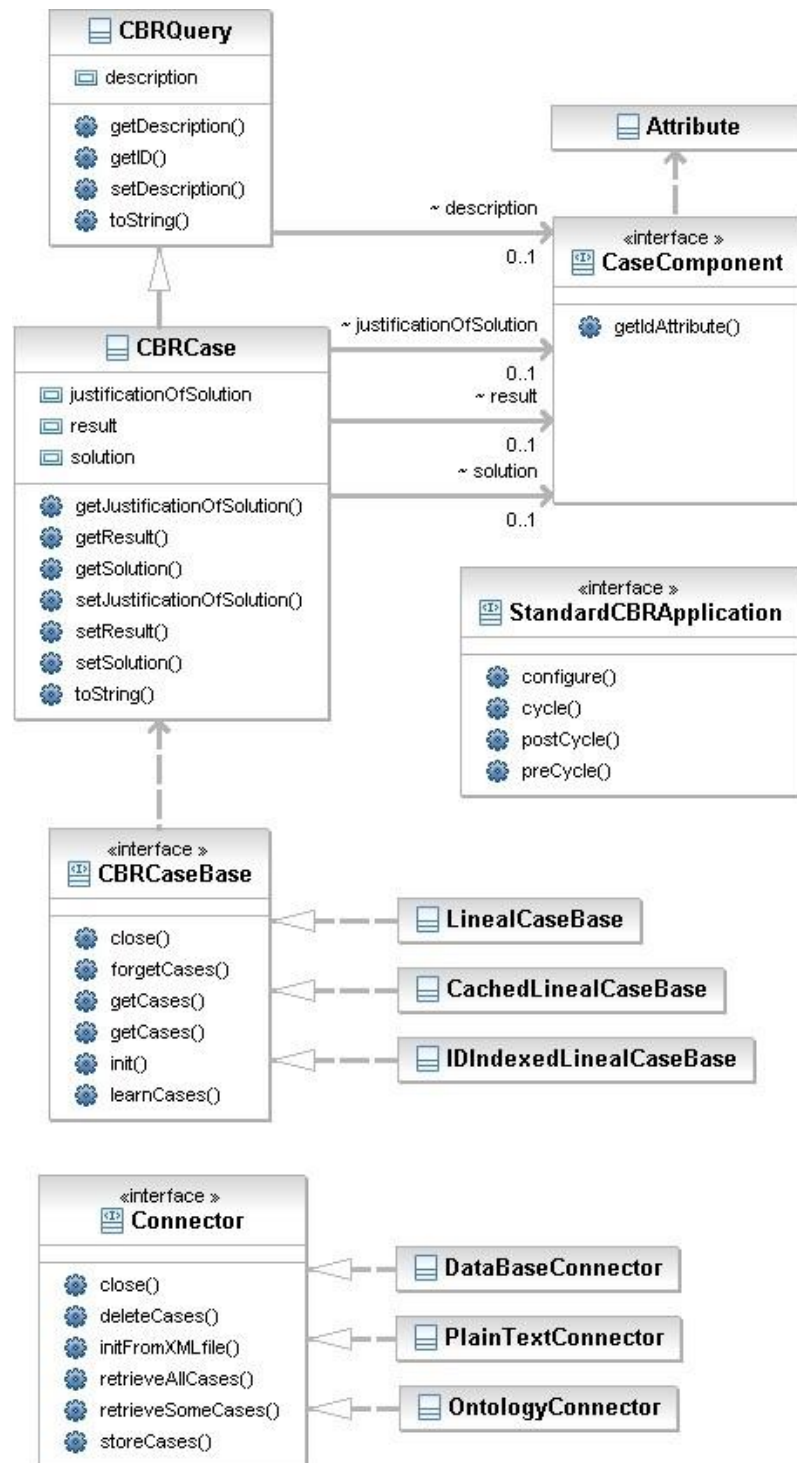 CBRQuery
description
getDescription()
getID()
setDescription()
toString()
Attribute
~ description
0..1
«interface »
CaseComponent
getIdAttribute()
CBRCase
justificationOfSolution
result
solution
getJustificationOfSolution()
getResult()
getSolution()
setJustificationOfSolution()
setResult()
setSolution()
toString()
~ justificationOfSolution
0..1
~ result
0..1
~ solution
0..1
«interface »
StandardCBRApplication
configure()
cycle()
postCycle()
preCycle()
«interface »
CBRCaseBase
close()
forgetCases()
getCases()
getCases()
init()
learnCases()
LinealCaseBase
CachedLinealCaseBase
IDIndexedLinealCaseBase
«interface »
Connector
close()
deleteCases()
initFromXMLfile()
retrieveAllCases()
retrieveSomeCases()
storeCases()
DataBaseConnector
PlainTextConnector
OntologyConnector